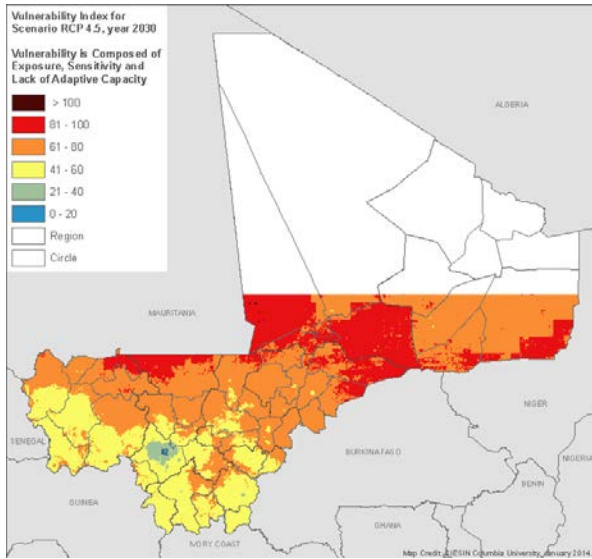 Vulnerability Index for
Scenario RCP 4.5, year 2030
Vulnerability is Composed of
Exposure, Sensitivity and
Lack of Adaptive Capacity
> 100
81 - 100
61 - 80
41 - 60
21 - 40
0 - 20
Region
Circle
ALGERIA
MAURITANIA
NIGER
SENEGAL
BURKINA FASO
NIGERIA
BENIN
GUINEA
GHANA
IVORY COAST
Map Credit: CIESIN Columbia University, January 2014.